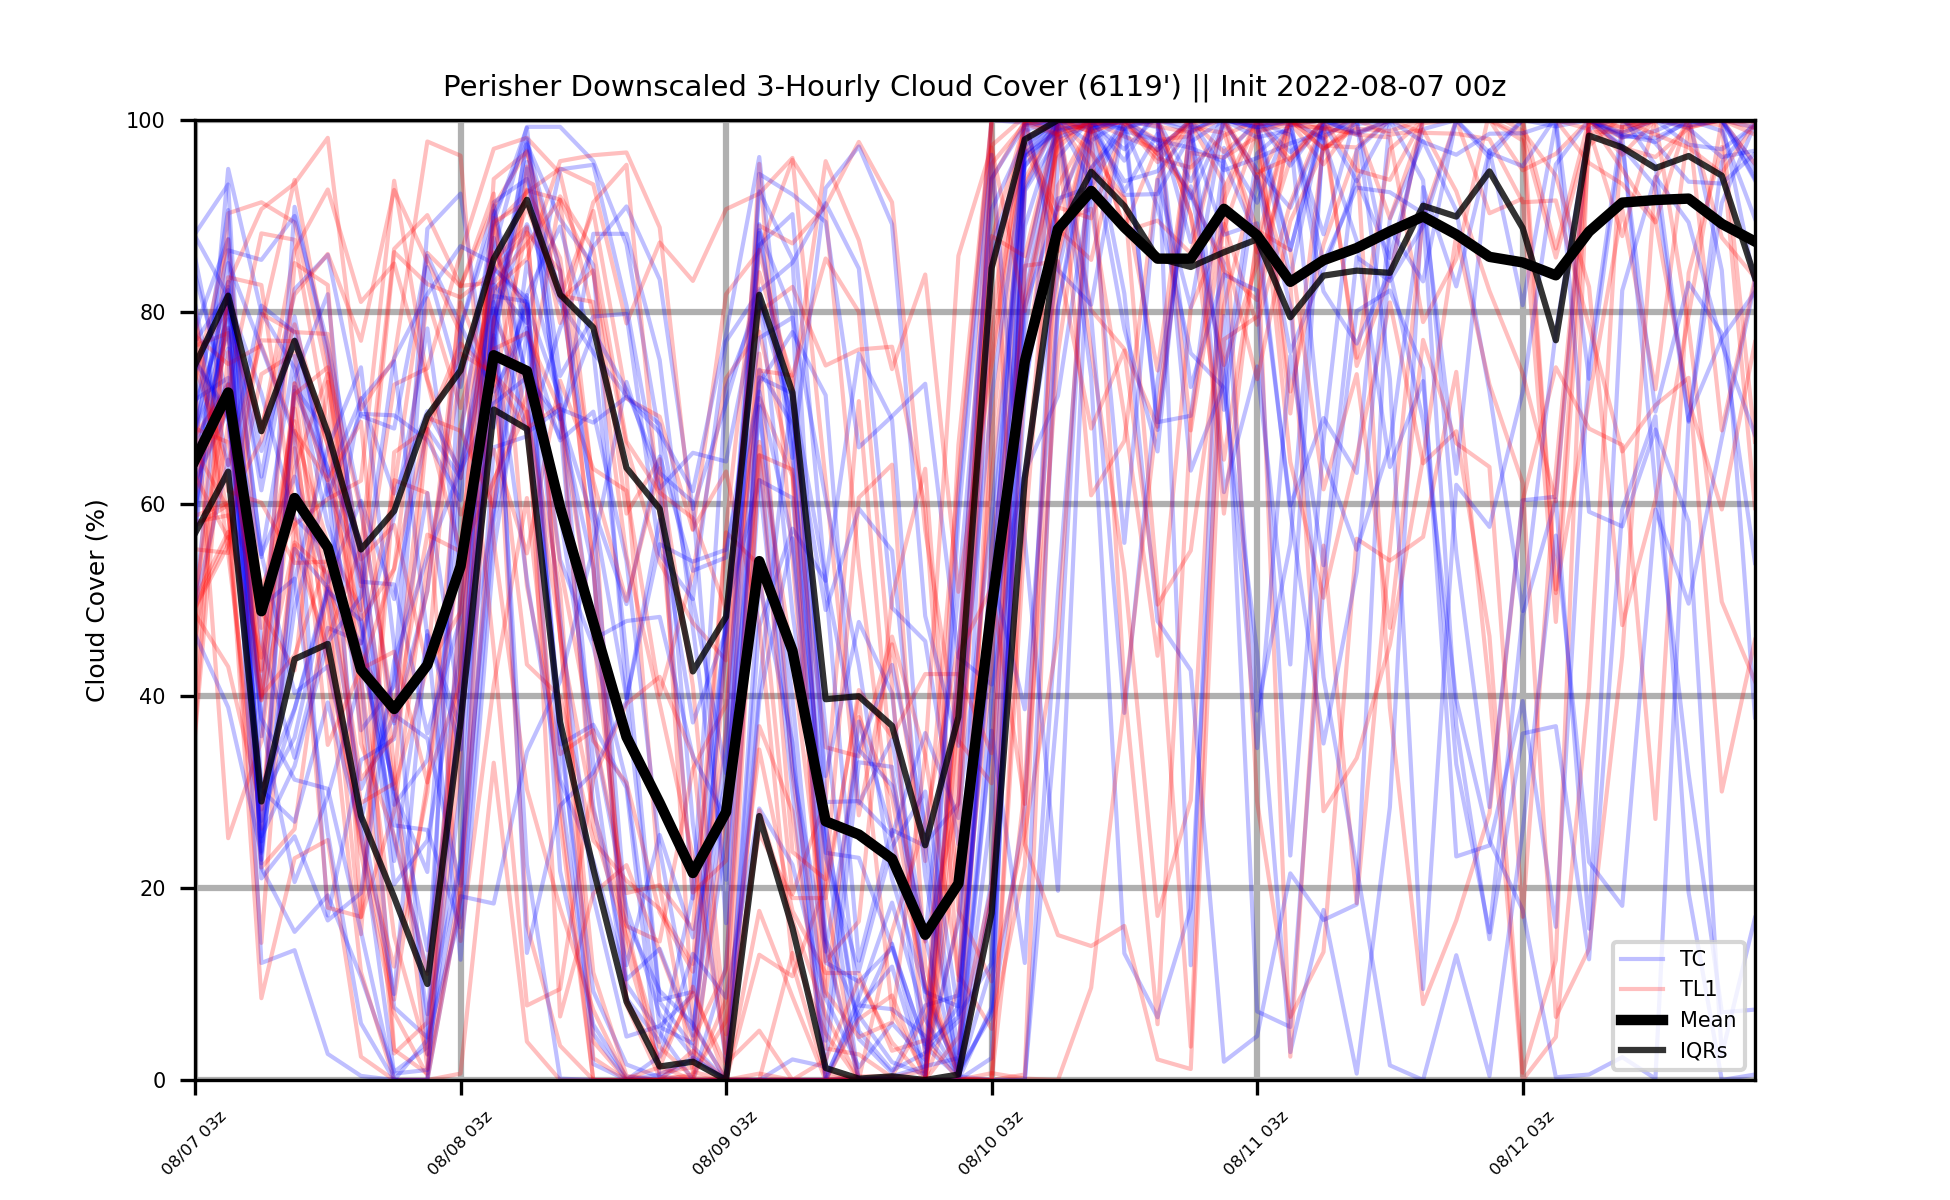 Perisher Downscaled 3-Hourly Cloud Cover (6119') || Init 2022-08-07 00z
Cloud Cover (%)
100
80
60
40
20
0
TC
TL1
Mean
IQRs
08/07 03z
08/08 03z
08/09 03z
08/10 03z
08/11 03z
08/12 03z